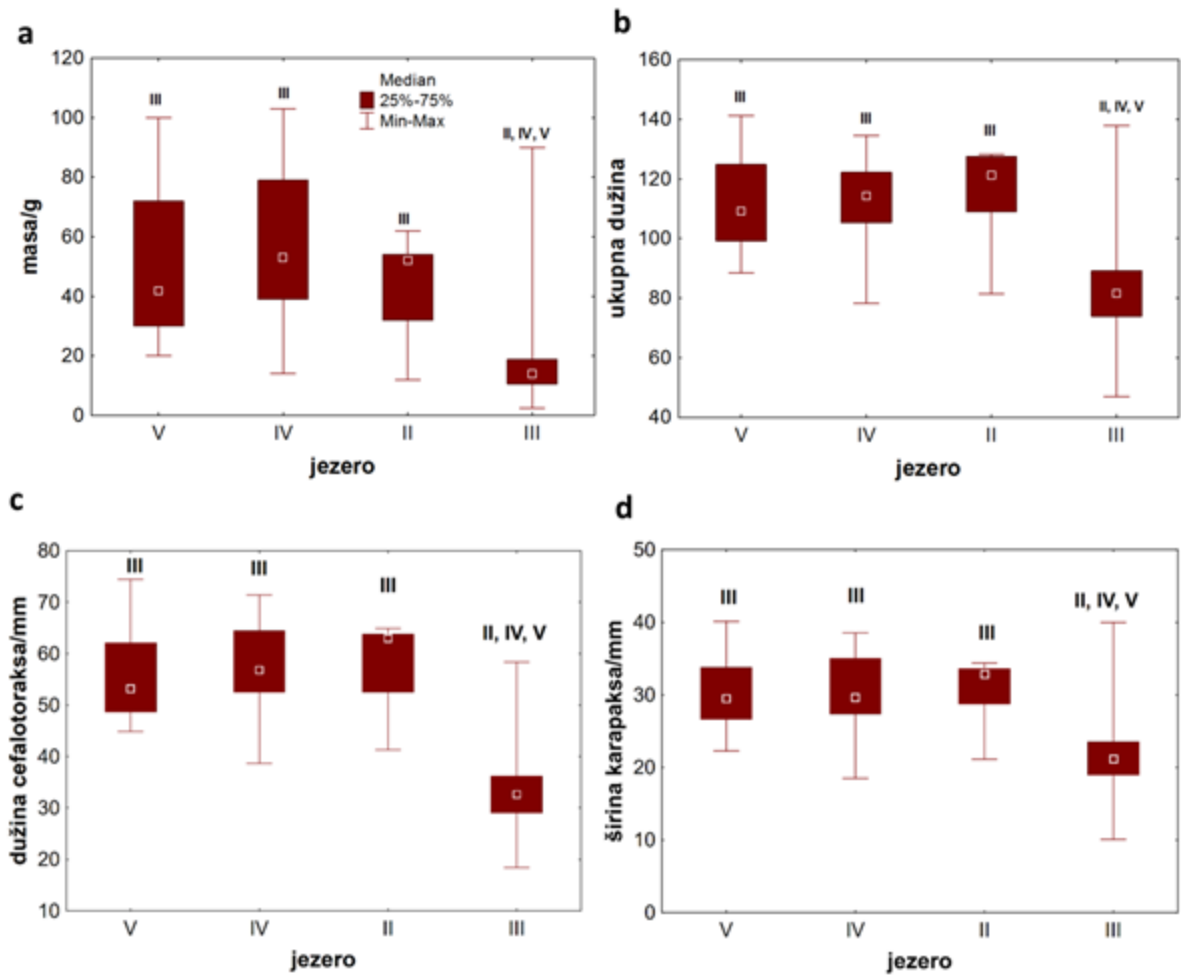 a
120
100
80
60
40
20
0
masa/g
III
III
III
II, IV, V
Median
25%-75%
Min-Max
V IV II III
jezero
b
160
140
120
100
80
60
40
ukupna dužina
III
III
III
II, IV, V
V IV II III
jezero
c
80
70
60
50
40
30
20
10
dužina cefalotoraksa/mm
III
III
III
II, IV, V
V IV II III
jezero
d
50
40
30
20
10
0
širina karapaksa/mm
III
III
III
II, IV, V
V IV II III
jezero